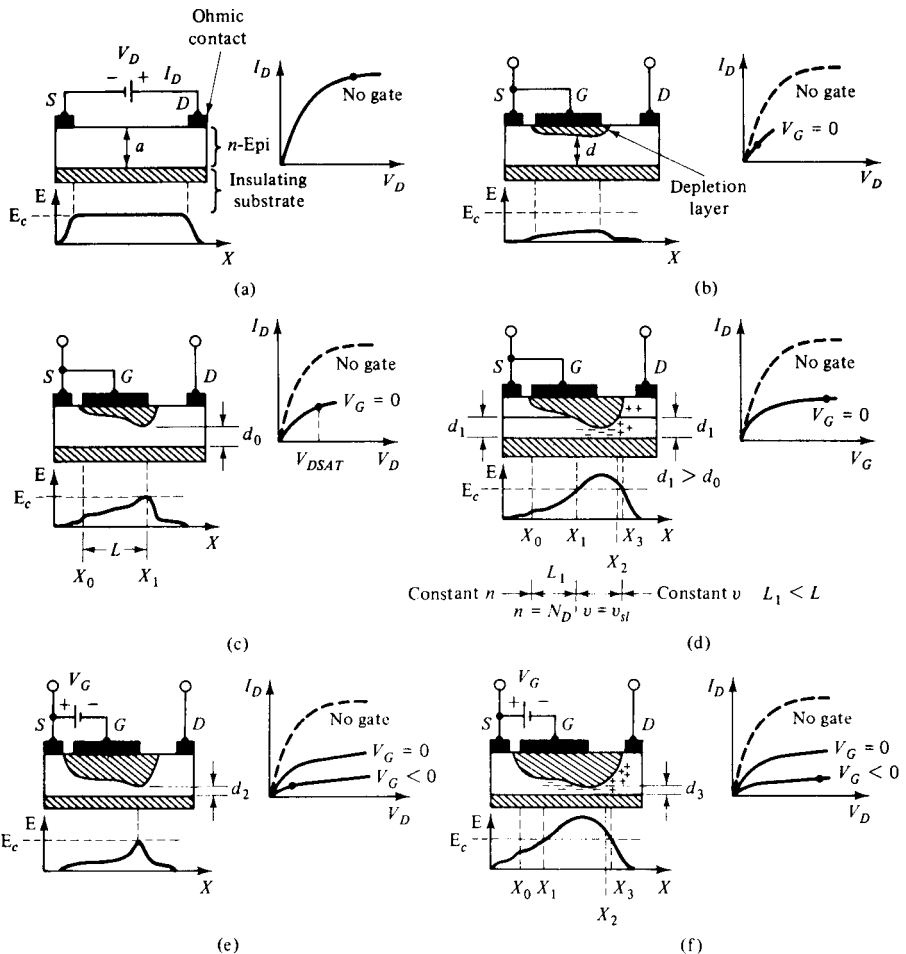 Ohmic contact
V_D
− +
I_D
S
D
a
n-Epi
Insulating substrate
E
E_c
X
I_D
No gate
V_D
(a)
S
G
D
d
Depletion layer
E
E_c
X
I_D
No gate
V_G = 0
V_D
(b)
S
G
D
d_0
E
E_c
X
L
X_0
X_1
I_D
No gate
V_G = 0
V_DSAT
V_D
(c)
S
G
D
d_1
d_1
d_1 > d_0
E
E_c
X_0
X_1
X_3
X
X_2
L_1
Constant n
Constant v
L_1 < L
n = N_D
v = v_sl
I_D
No gate
V_G = 0
V_G
(d)
V_G
+ −
S
G
D
d_2
E
E_c
X
I_D
No gate
V_G = 0
V_G < 0
V_D
(e)
V_G
+ −
S
G
D
d_3
E
E_c
X
X_0
X_1
X_3
X_2
I_D
No gate
V_G = 0
V_G < 0
V_D
(f)